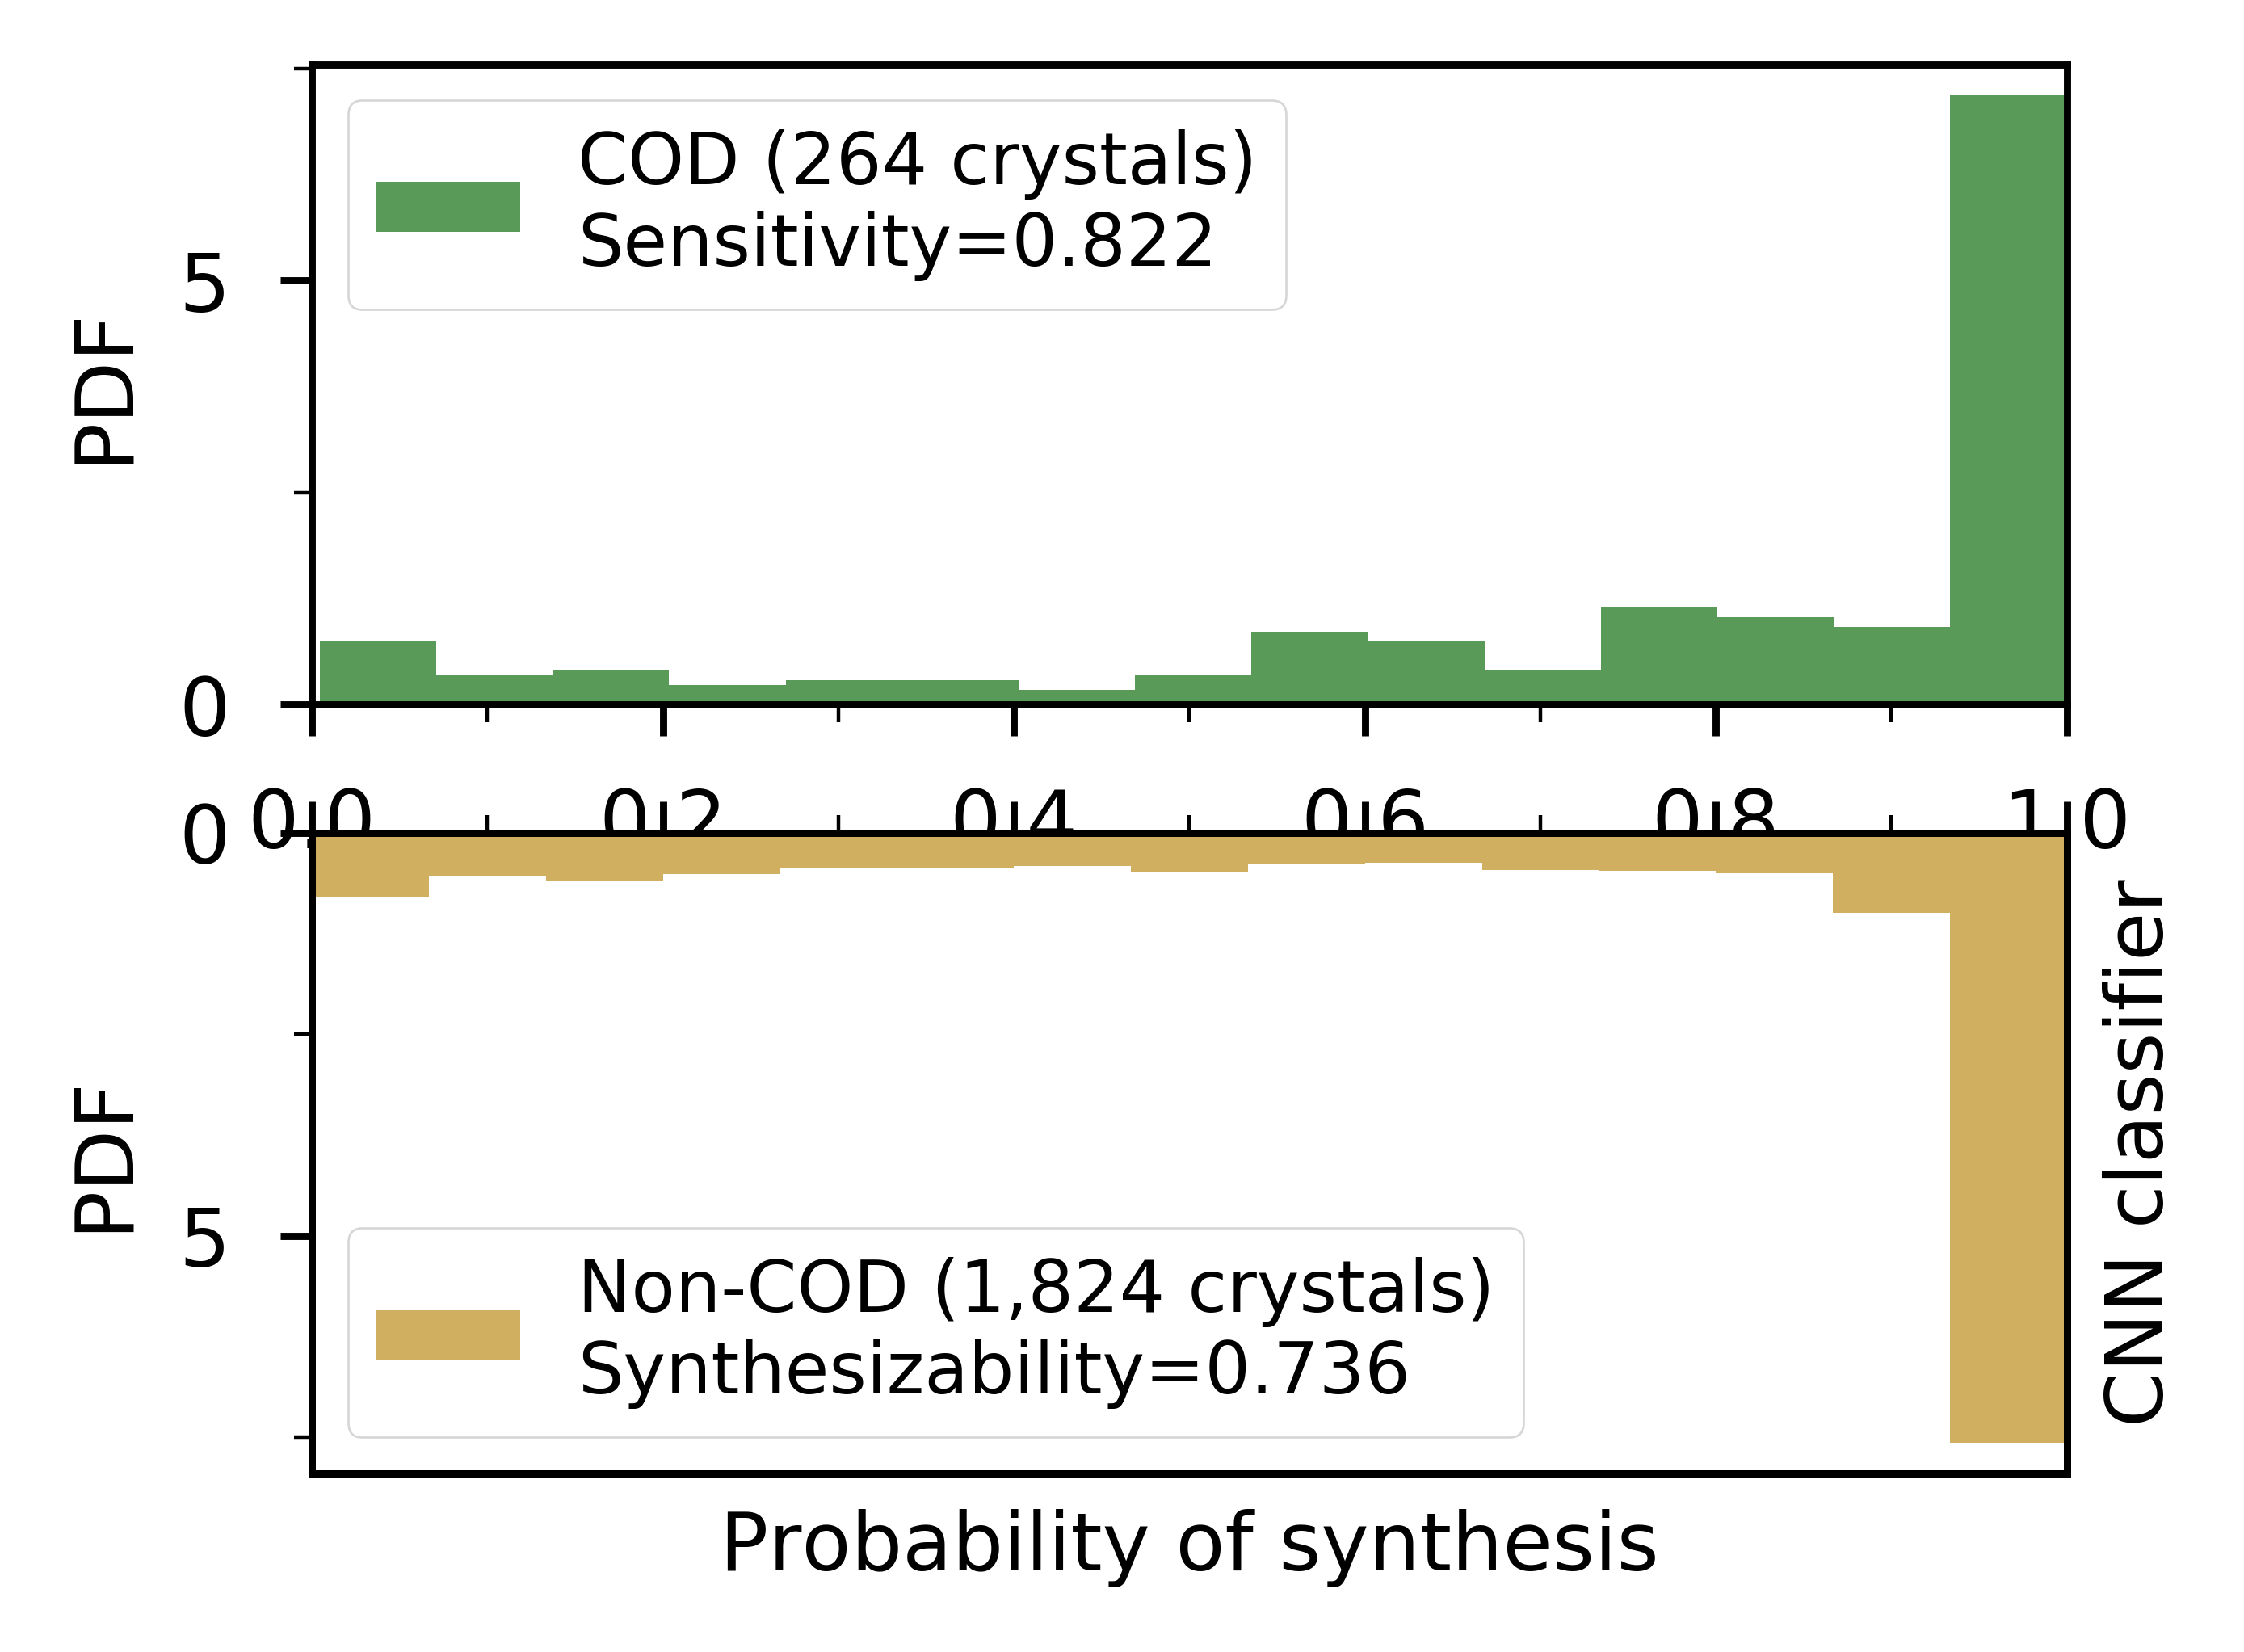 COD (264 crystals)
Sensitivity=0.822
5
PDF
0
0.0 0.2 0.4 0.6 0.8 1.0
0
PDF
5
Non-COD (1,824 crystals)
Synthesizability=0.736
CNN classifier
Probability of synthesis